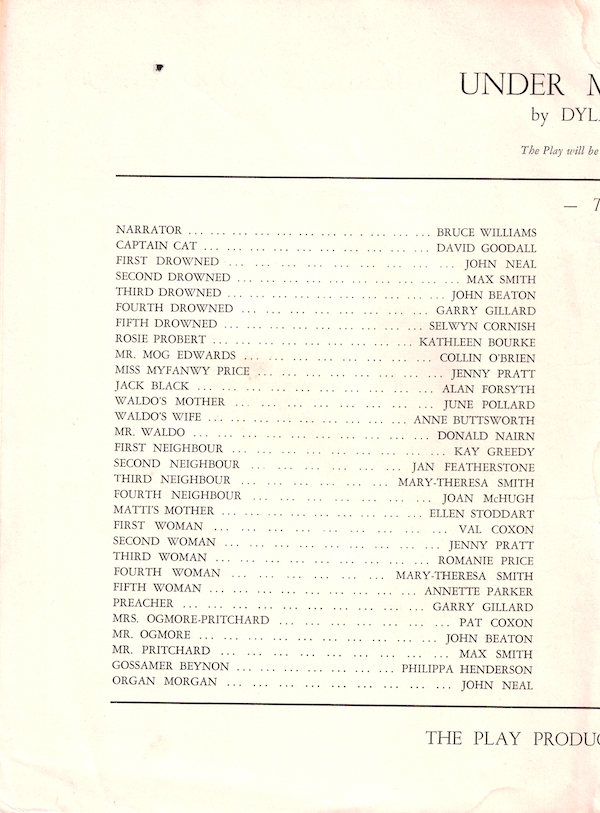 UNDER M
by DYL
The Play will be
— T
NARRATOR ... ... ... ... ... ... .. . ... ... ... BRUCE WILLIAMS
CAPTAIN CAT ... ... ... ... ... ... ... ... ... DAVID GOODALL
FIRST DROWNED ... ... ... ... ... ... ... ... ... JOHN NEAL
SECOND DROWNED ... ... ... ... ... ... ... ... ... MAX SMITH
THIRD DROWNED ... ... ... ... ... ... ... ... ... JOHN BEATON
FOURTH DROWNED ... ... ... ... ... ... ... ... GARRY GILLARD
FIFTH DROWNED ... ... ... ... ... ... ... ... SELWYN CORNISH
ROSIE PROBERT ... ... ... ... ... ... ... ... KATHLEEN BOURKE
MR. MOG EDWARDS ... ... ... ... ... ... ... ... COLLIN O'BRIEN
MISS MYFANWY PRICE ... ... ... ... ... ... ... ... JENNY PRATT
JACK BLACK ... ... ... ... ... ... ... ... ... ... ALAN FORSYTH
WALDO'S MOTHER ... ... ... ... ... ... ... ... JUNE POLLARD
WALDO'S WIFE ... ... ... ... ... ... ... ... ANNE BUTTSWORTH
MR. WALDO ... ... ... ... ... ... ... ... ... ... DONALD NAIRN
FIRST NEIGHBOUR ... ... ... ... ... ... ... ... ... KAY GREEDY
SECOND NEIGHBOUR ... ... ... ... ... ... JAN FEATHERSTONE
THIRD NEIGHBOUR ... ... ... ... ... ... MARY-THERESA SMITH
FOURTH NEIGHBOUR ... ... ... ... ... ... ... JOAN McHUGH
MATTI'S MOTHER ... ... ... ... ... ... ... ... ELLEN STODDART
FIRST WOMAN ... ... ... ... ... ... ... ... ... VAL COXON
SECOND WOMAN ... ... ... ... ... ... ... ... ... JENNY PRATT
THIRD WOMAN ... ... ... ... ... ... ... ... ROMANIE PRICE
FOURTH WOMAN ... ... ... ... ... ... MARY-THERESA SMITH
FIFTH WOMAN ... ... ... ... ... ... ... ... ANNETTE PARKER
PREACHER ... ... ... ... ... ... ... ... ... ... GARRY GILLARD
MRS. OGMORE-PRITCHARD ... ... ... ... ... ... ... PAT COXON
MR. OGMORE ... ... ... ... ... ... ... ... ... JOHN BEATON
MR. PRITCHARD ... ... ... ... ... ... ... ... ... MAX SMITH
GOSSAMER BEYNON ... ... ... ... ... ... PHILIPPA HENDERSON
ORGAN MORGAN ... ... ... ... ... ... ... ... ... JOHN NEAL
THE PLAY PRODUC